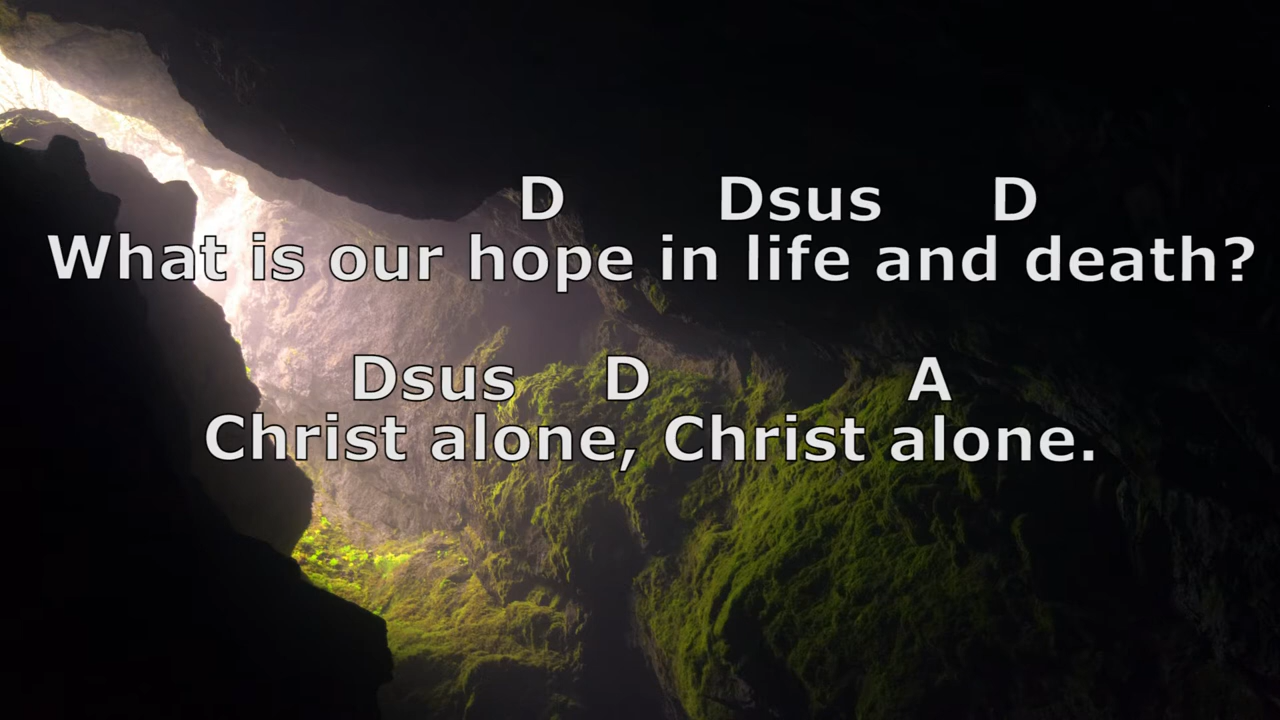 D Dsus D
What is our hope in life and death?
Dsus D A
Christ alone, Christ alone.